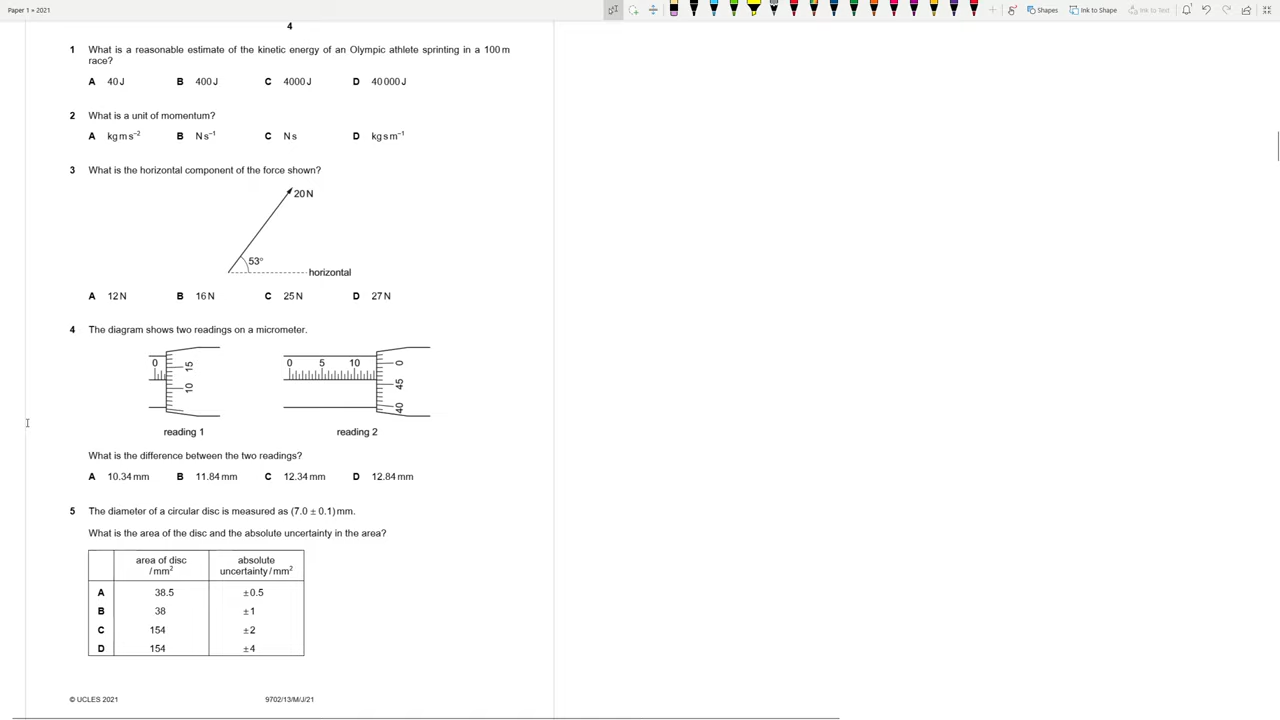 Paper 1 » 2021
Shapes
Ink to Shape
Ink to Text
4
1 What is a reasonable estimate of the kinetic energy of an Olympic athlete sprinting in a 100 m
race?
A 40 J B 400 J C 4000 J D 40 000 J
2 What is a unit of momentum?
A kg m s⁻² B N s⁻¹ C N s D kg s m⁻¹
3 What is the horizontal component of the force shown?
20 N
53°
horizontal
A 12 N B 16 N C 25 N D 27 N
4 The diagram shows two readings on a micrometer.
0 15 10
0 5 10 0 45 40
reading 1 reading 2
What is the difference between the two readings?
A 10.34 mm B 11.84 mm C 12.34 mm D 12.84 mm
5 The diameter of a circular disc is measured as (7.0 ± 0.1) mm.
What is the area of the disc and the absolute uncertainty in the area?
area of disc absolute
/ mm² uncertainty / mm²
A 38.5 ±0.5
B 38 ±1
C 154 ±2
D 154 ±4
© UCLES 2021 9702/13/M/J/21